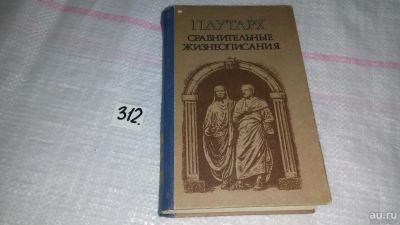 ПЛУТАРХ
СРАВНИТЕЛЬНЫЕ
ЖИЗНЕОПИСАНИЯ
312.
au.ru